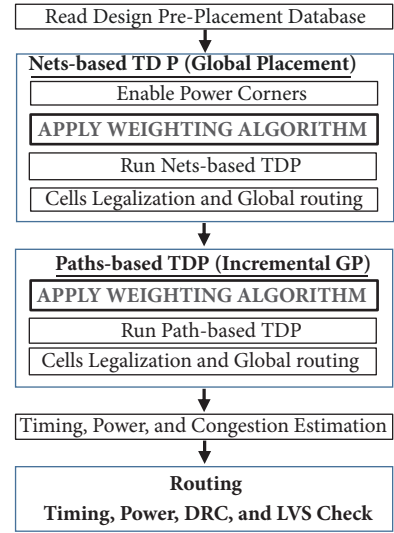 Read Design Pre-Placement Database
Nets-based TD P (Global Placement)
Enable Power Corners
APPLY WEIGHTING ALGORITHM
Run Nets-based TDP
Cells Legalization and Global routing
Paths-based TDP (Incremental GP)
APPLY WEIGHTING ALGORITHM
Run Path-based TDP
Cells Legalization and Global routing
Timing, Power, and Congestion Estimation
Routing
Timing, Power, DRC, and LVS Check